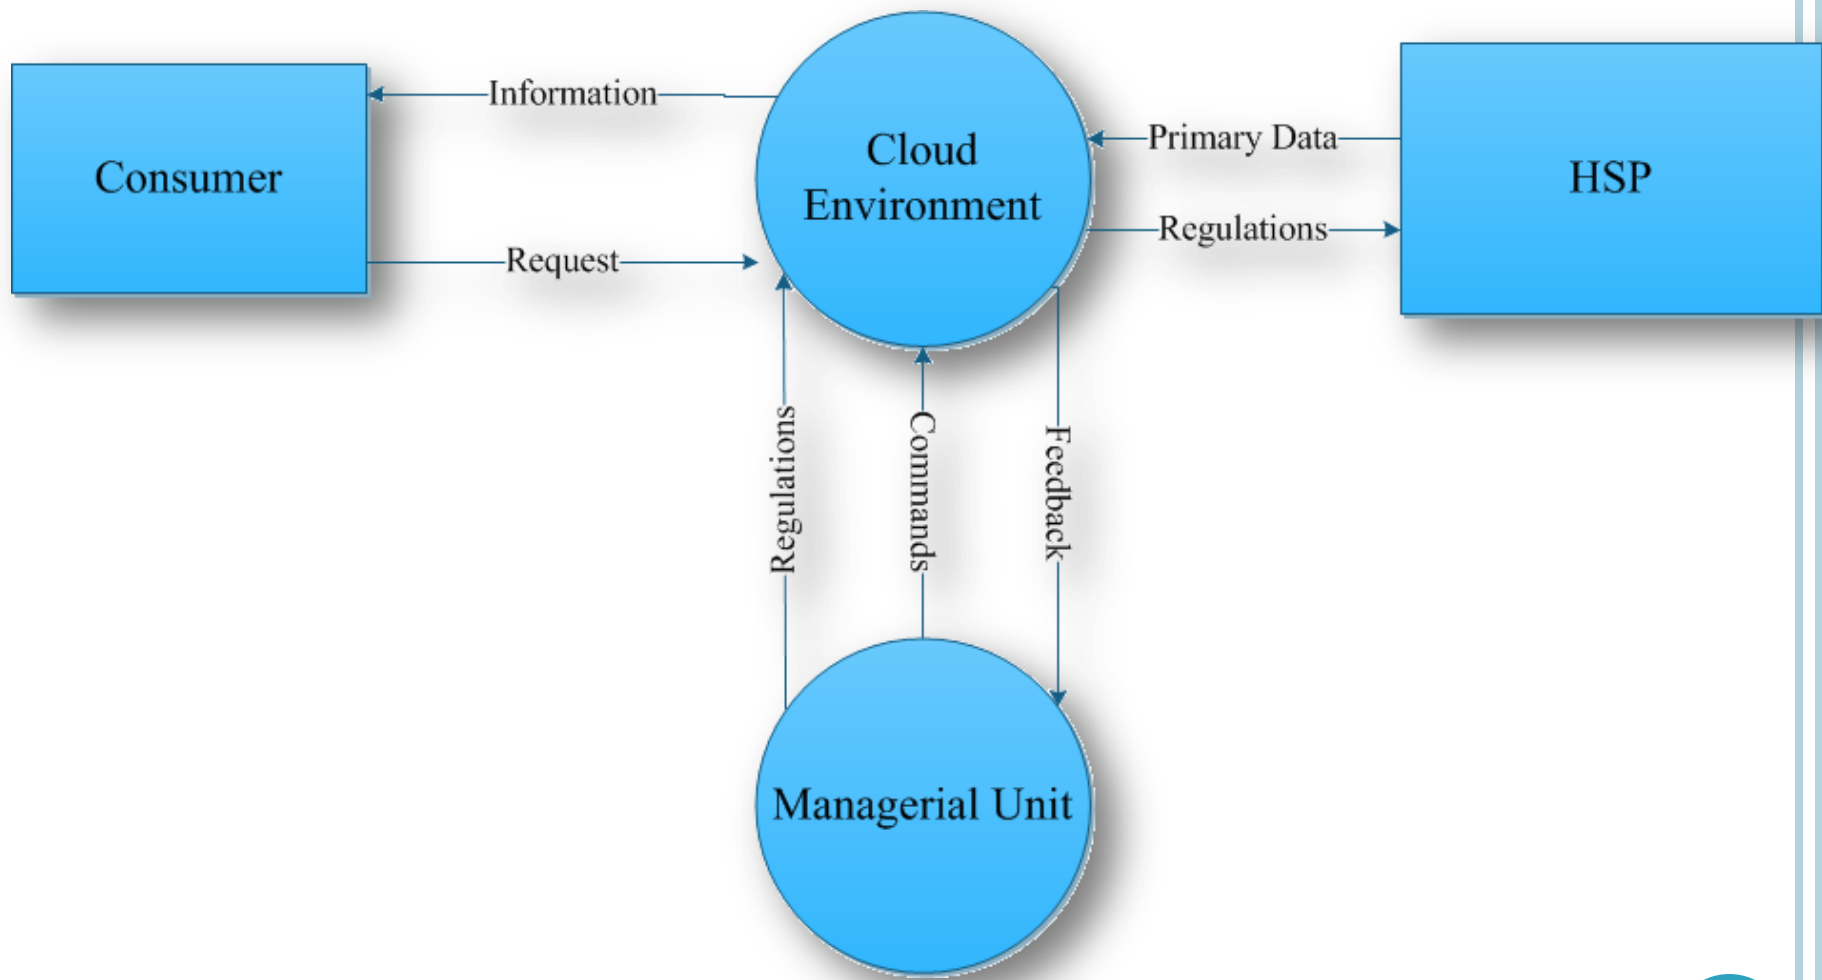 Information
Consumer
Request
Cloud
Environment
Primary Data
Regulations
HSP
Regulations
Commands
Feedback
Managerial Unit